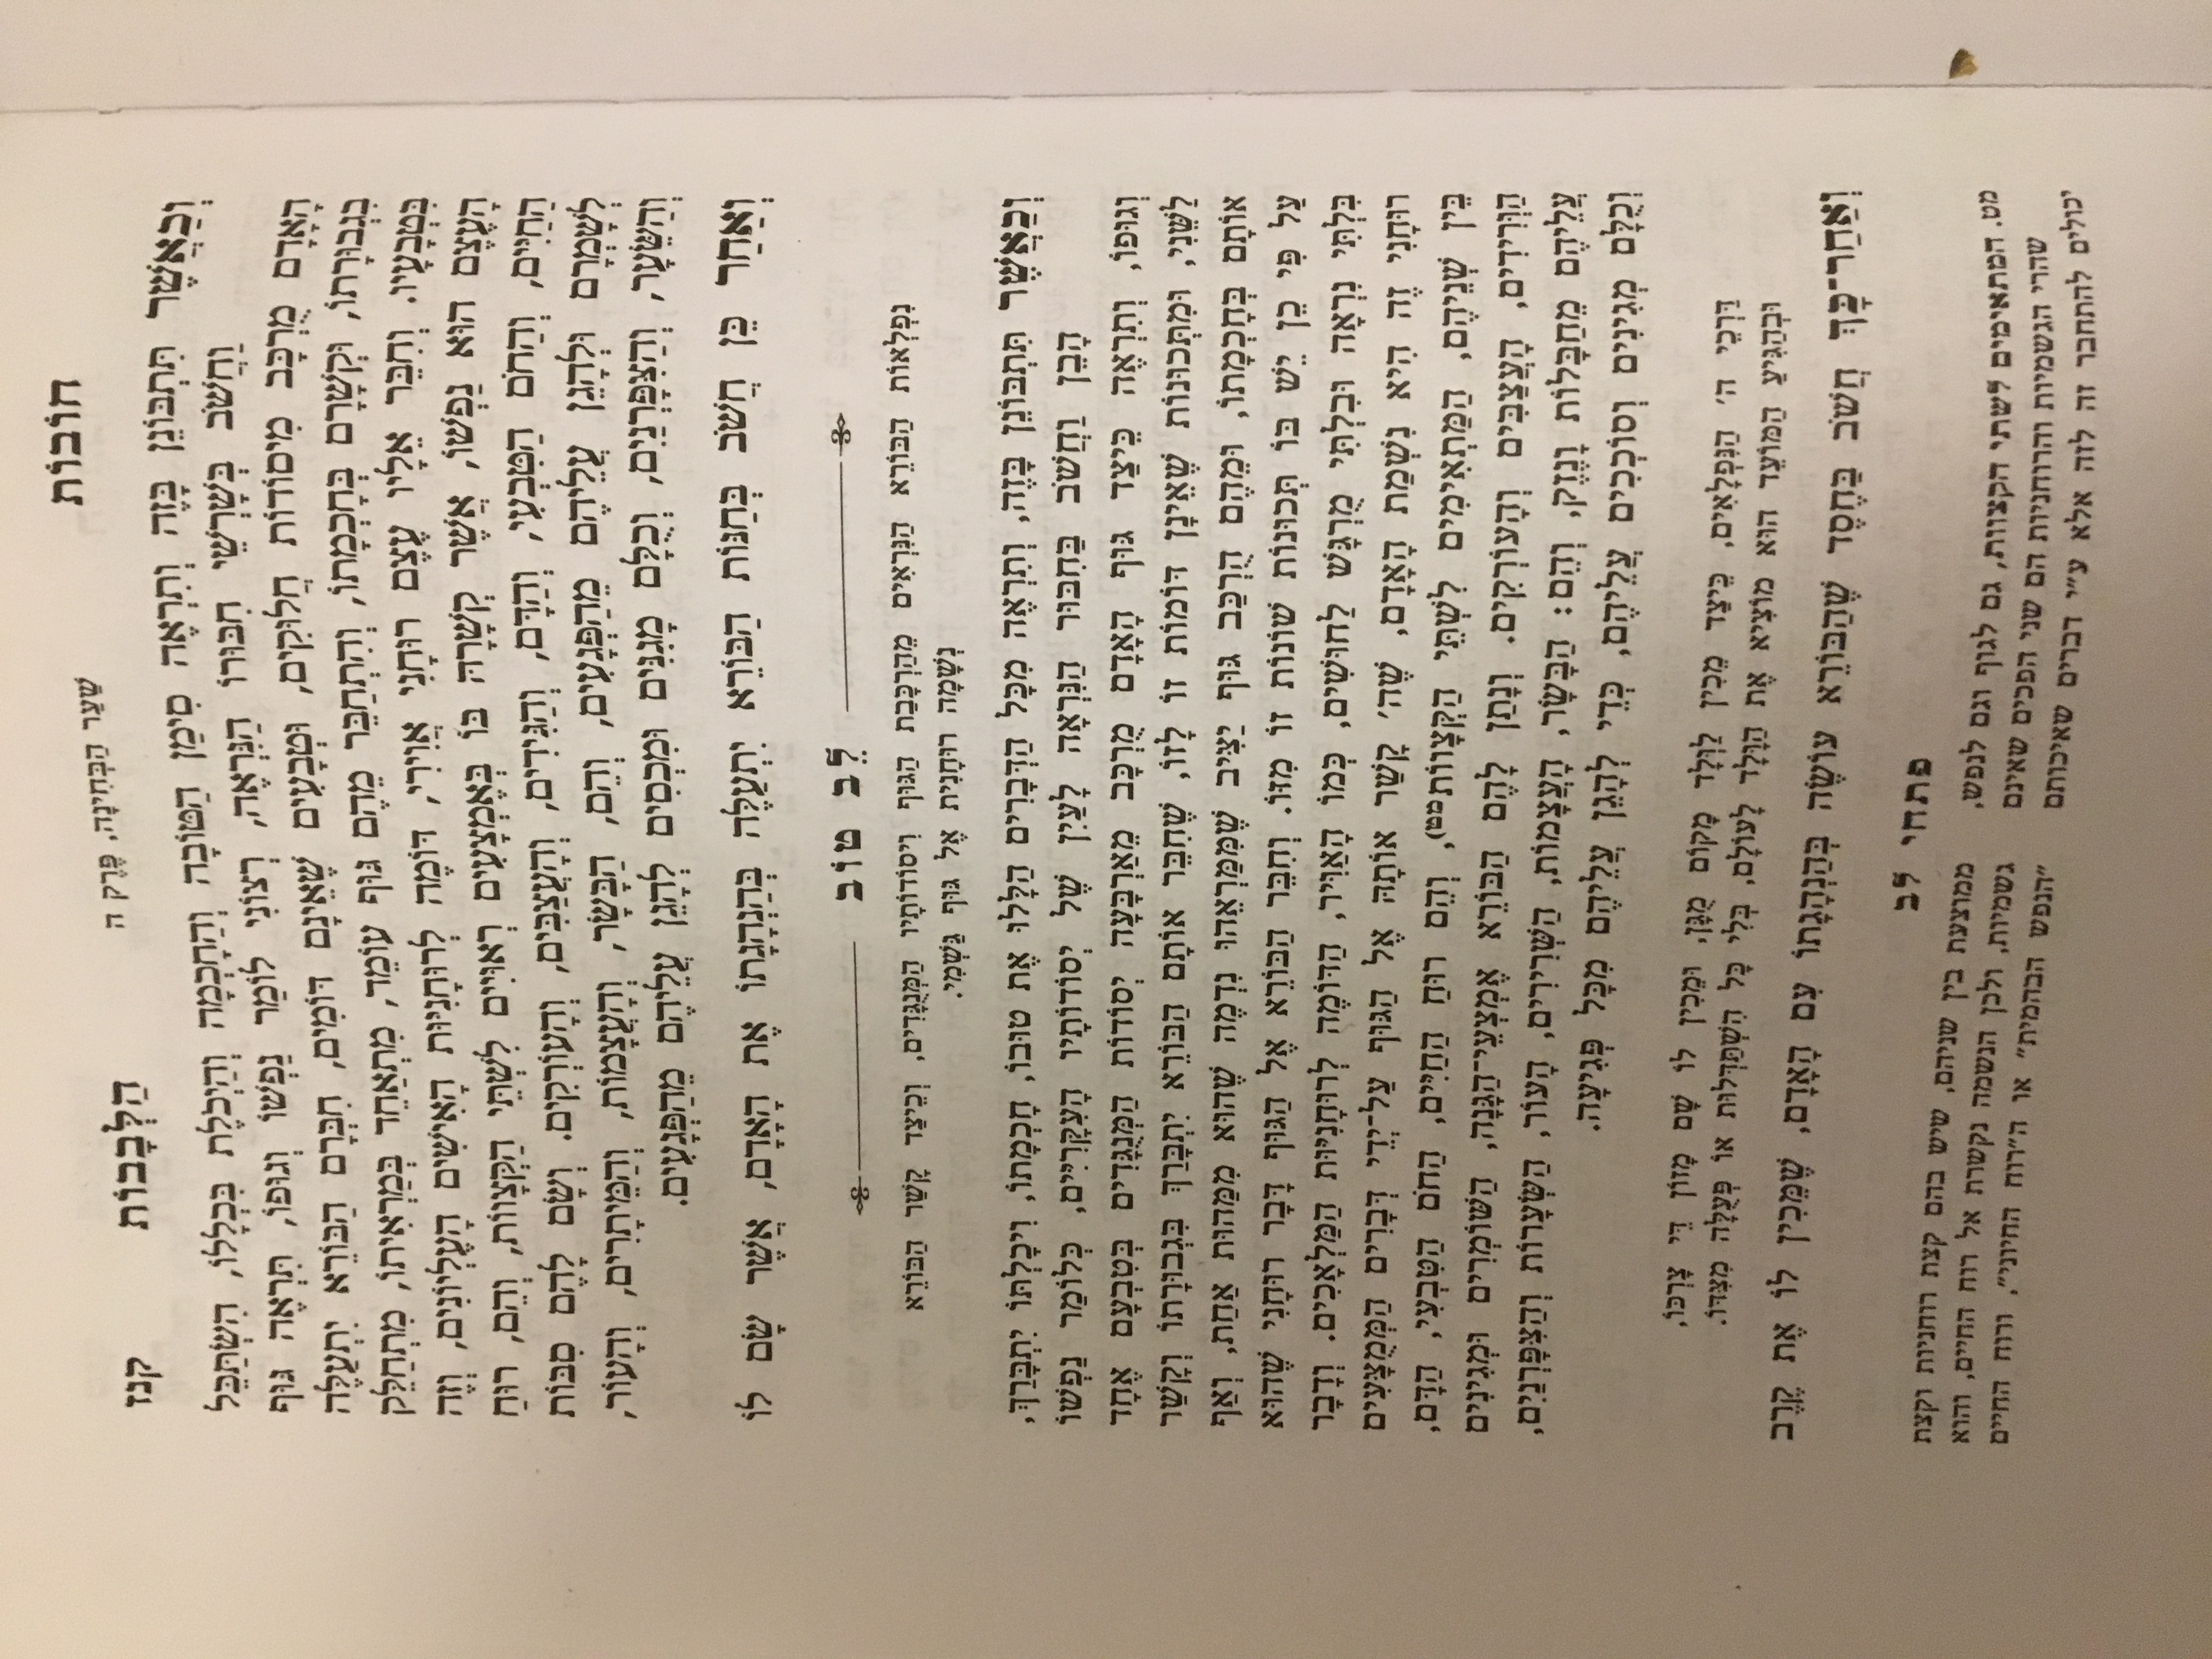 חוֹבוֹת
שַׁעַר הַבְּחִינָה, פֶּרֶק ה
הַלְּבָבוֹת
קנז
וְכַאֲשֶׁר תִּתְבּוֹנֵן בָּזֶה וְתִרְאֶה סִימַן הַטּוֹבָה וְהַחָכְמָה וְהַיְכֹלֶת בִּכְלָלוֹ, הִשְׂתַּכֵּל
וַחֲשֹׁב בְּשָׁרְשֵׁי חִבּוּרוֹ הַנִּרְאֶה, רְצוֹנִי לוֹמַר נַפְשׁוֹ וְגוּפוֹ, תִּרְאֶה גּוּף
הָאָדָם מֻרְכָּב מִיסוֹדוֹת חֲלוּקִים, וּטְבָעִים שֶׁאֵינָם דּוֹמִים, חִבְּרָם הַבּוֹרֵא יִתְעַלֶּה
בִּגְבוּרָתוֹ, וּקְשָׁרָם בְּחָכְמָתוֹ, וְהִתְחַבֵּר מֵהֶם גּוּף עוֹמֵד, מִתְאַחֵד בְּמַרְאִיתוֹ, מִתְחַלֵּק
בִּטְבָעָיו. וְחִבֵּר אֵלָיו עֶצֶם רוּחָנִי אֲוִירִי, דּוֹמֶה לְרוּחָנִיּוּת הָאִישִׁים הָעֶלְיוֹנִים, וְזֶה
הָעֶצֶם הוּא נַפְשׁוֹ, אֲשֶׁר קְשָׁרָהּ בּוֹ בְּאֶמְצָעִים רְאוּיִים לִשְׁתֵּי הַקְּצָווֹת, וְהֵם, רוּחַ
הַחַיִּים, וְהַחֹם הַטִּבְעִי, וְהַדָּם, וְהַגִּידִים, וְהָעֲצַבִּים, וְהָעוֹרְקִים. וְשָׂם לָהֶם סִבּוֹת
לְשָׁמְרָם וּלְהָגֵן עֲלֵיהֶם מֵהַפְּגָעִים, וְהֵם, הַבָּשָׂר, וְהָעֲצָמוֹת, וְהַמֵּיתָרִים, וְהָעוֹר,
וְהַשֵּׂעָר, וְהַצִּפָּרְנַיִם, וְכֻלָּם מָגִנִּים וּמִכְסִים לְהָגֵן עֲלֵיהֶם מֵהַפְּגָעִים.
וְאַחַר כֵּן חֲשֹׁב בְּחַנּוֹת הַבּוֹרֵא יִתְעַלֶּה בְּהַנְהָגָתוֹ אֶת הָאָדָם, אֲשֶׁר שָׂם לוֹ
לֵב טוֹב
נִפְלְאוֹת הַבּוֹרֵא הַנִּרְאִים מֵהַרְכָּבַת הַגּוּף וִיסוֹדוֹתָיו הַמְּנֻגָּדִים, וְכֵיצַד קָשַׁר הַבּוֹרֵא
נְשָׁמָה רוּחָנִית אֶל גּוּף גַּשְׁמִי.
וְכַאֲשֶׁר תִּתְבּוֹנֵן בָּזֶה, וְתִרְאֶה מִכָּל הַדְּבָרִים הַלָּלוּ אֶת טוּבוֹ, חָכְמָתוֹ, וִיכָלְתּוֹ יִתְבָּרַךְ,
הָבֵן וַחֲשֹׁב בַּחִבּוּר הַנִּרְאָה לָעַיִן שֶׁל יְסוֹדוֹתָיו הָעִקָּרִיִּים, כְּלוֹמַר נַפְשׁוֹ
וְגוּפוֹ, וְתִרְאֶה כֵּיצַד גּוּף הָאָדָם מֻרְכָּב מֵאַרְבָּעָה יְסוֹדוֹת הַמְּנֻגָּדִים בְּטִבְעָם אֶחָד
לַשֵּׁנִי, וּמִתְּכוּנוֹת שֶׁאֵינָן דּוֹמוֹת זוֹ לָזוֹ, שֶׁחִבֵּר אוֹתָם הַבּוֹרֵא יִתְבָּרַךְ בִּגְבוּרָתוֹ וְקָשַׁר
אוֹתָם בְּחָכְמָתוֹ, וּמֵהֶם הֻרְכַּב גּוּף יַצִּיב שֶׁמִּמַּרְאֵהוּ נִדְמֶה שֶׁהוּא מִמַּהוּת אַחַת, וְאַף
עַל פִּי כֵן יֵשׁ בּוֹ תְּכוּנוֹת שׁוֹנוֹת זוֹ מִזּוֹ. וְחִבֵּר הַבּוֹרֵא אֶל הַגּוּף דָּבָר רוּחָנִי שֶׁהוּא
בִּלְתִּי נִרְאֶה וּבִלְתִּי מֻרְגָּשׁ לַחוּשִׁים, כְּמוֹ הָאַוִּיר, הַדּוֹמֶה לְרוּחָנִיּוּת הַמַּלְאָכִים. וְדָבָר
רוּחָנִי זֶה הִיא נִשְׁמַת הָאָדָם, שֶׁה׳ קָשַׁר אוֹתָהּ אֶל הַגּוּף עַל־יְדֵי דְּבָרִים הַמְּמֻצָּעִים
בֵּין שְׁנֵיהֶם, הַמַּתְאִימִים לִשְׁתֵּי הַקְּצָווֹתמט), וְהֵם רוּחַ הַחַיִּים, הַחֹם הַטִּבְעִי, הַדָּם,
הַוְּרִידִים, הָעֲצַבִּים וְהָעוֹרְקִים. וְנָתַן לָהֶם הַבּוֹרֵא אֶמְצְעֵי־הַגָּנָה, הַשּׁוֹמְרִים וּמְגִינִים
עֲלֵיהֶם מֵחַבָּלוֹת וָנֶזֶק, וְהֵם: הַבָּשָׂר, הָעֲצָמוֹת, הַשְּׁרִירִים, הָעוֹר, הַשְּׂעָרוֹת וְהַצִּפָּרְנַיִם,
וְכֻלָּם מְגִינִים וְסוֹכְכִים עֲלֵיהֶם, כְּדֵי לְהָגֵן עֲלֵיהֶם מִכָּל פְּגִיעָה.
דַּרְכֵי ה׳ הַנִּפְלָאִים, כֵּיצַד מֵכִין לַוָּלָד מָקוֹם מֻגָּן, וּמֵכִין לוֹ שָׁם מָזוֹן דֵּי צָרְכּוֹ,
וּבְהַגִּיעַ הַמּוֹעֵד הוּא מוֹצִיא אֶת הַוָּלָד לָעוֹלָם, בְּלִי כָּל הִשְׁתַּדְּלוּת אוֹ פְּעֻלָּה מִצִּדּוֹ.
וְאַחַר־כָּךְ חֲשֹׁב בַּחֶסֶד שֶׁהַבּוֹרֵא עוֹשֶׂה בְּהַנְהָגָתוֹ עִם הָאָדָם, שֶׁמֵּכִין לוֹ אֶת קֶרֶב
פתחי לב
מט. המתאימים לשתי הקצוות, גם לגוף וגם לנפש,
שהרי הגשמיות והרוחניות הם שני הפכים שאינם
יכולים להתחבר זה לזה אלא ע״י דברים שאיכותם
ממוצעת בין שניהם, שיש בהם קצת רוחניות וקצת
גשמיות, ולכן הנשמה נקשרת אל רוח החיים, והוא
״הנפש הבהמית״ או ה״רוח החיוני״, ורוח החיים